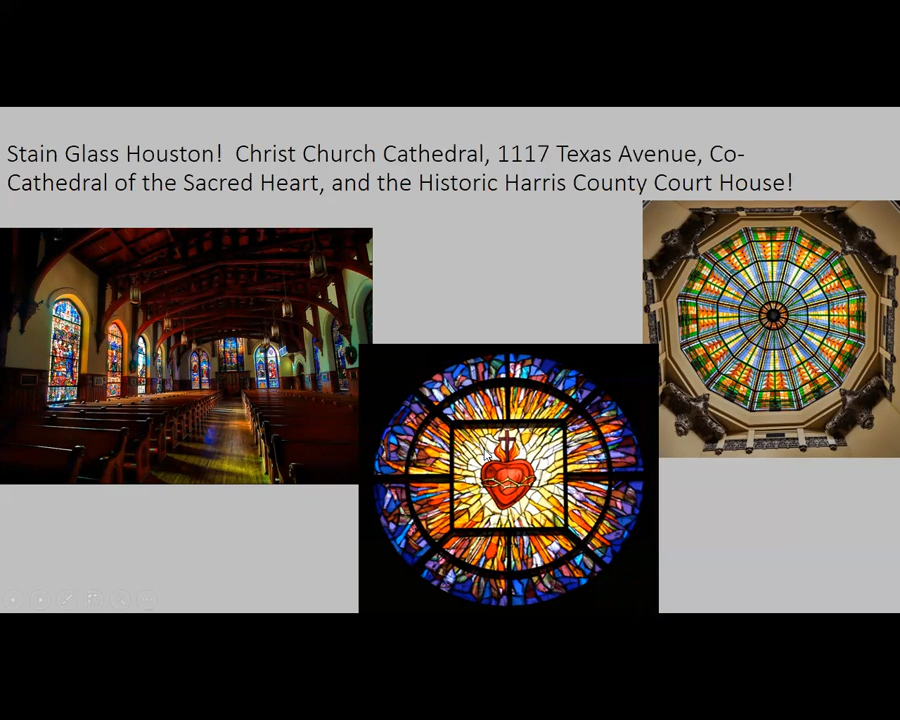 Stain Glass Houston!  Christ Church Cathedral, 1117 Texas Avenue, Co-
Cathedral of the Sacred Heart, and the Historic Harris County Court House!